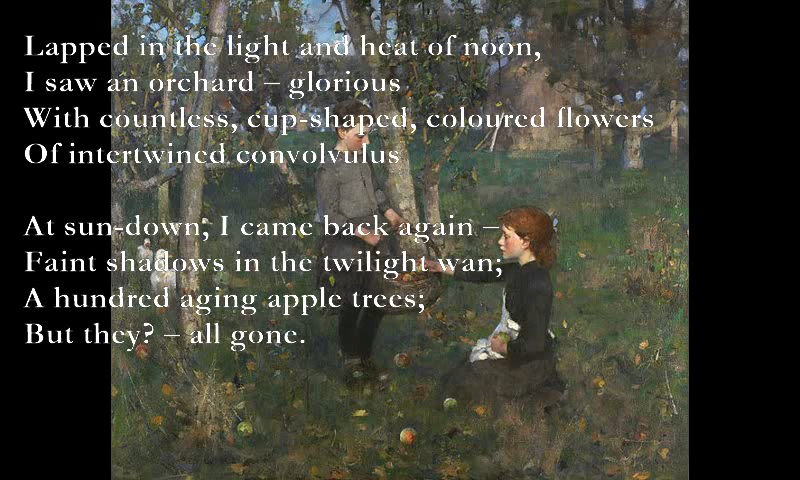 Lapped in the light and heat of noon,
I saw an orchard – glorious
With countless, cup-shaped, coloured flowers
Of intertwined convolvulus
At sun-down, I came back again –
Faint shadows in the twilight wan;
A hundred aging apple trees;
But they? – all gone.